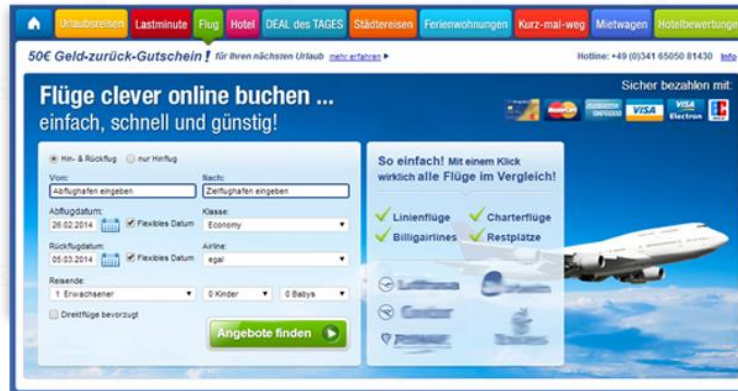 Urlaubsreisen Lastminute Flug Hotel DEAL des TAGES Städtereisen Ferienwohnungen Kurz-mal-weg Mietwagen Hotelbewertunge
50€ Geld-zurück-Gutschein! für Ihren nächsten Urlaub mehr erfahren
Hotline: +49 (0)341 65050 81430 Info
Flüge clever online buchen ...
einfach, schnell und günstig!
Sicher bezahlen mit:
MasterCard VISA VISA Electron
Hin- & Rückflug nur Hinflug
Von: Nach:
Abflughafen eingeben Zielflughafen eingeben
Abflugdatum: Klasse:
26.02.2014 Flexibles Datum Economy
Rückflugdatum: Airline:
05.03.2014 Flexibles Datum egal
Reisende:
1 Erwachsener 0 Kinder 0 Babys
Direktflüge bevorzugt
Angebote finden
So einfach! Mit einem Klick
wirklich alle Flüge im Vergleich!
Linienflüge Charterflüge
Billigairlines Restplätze